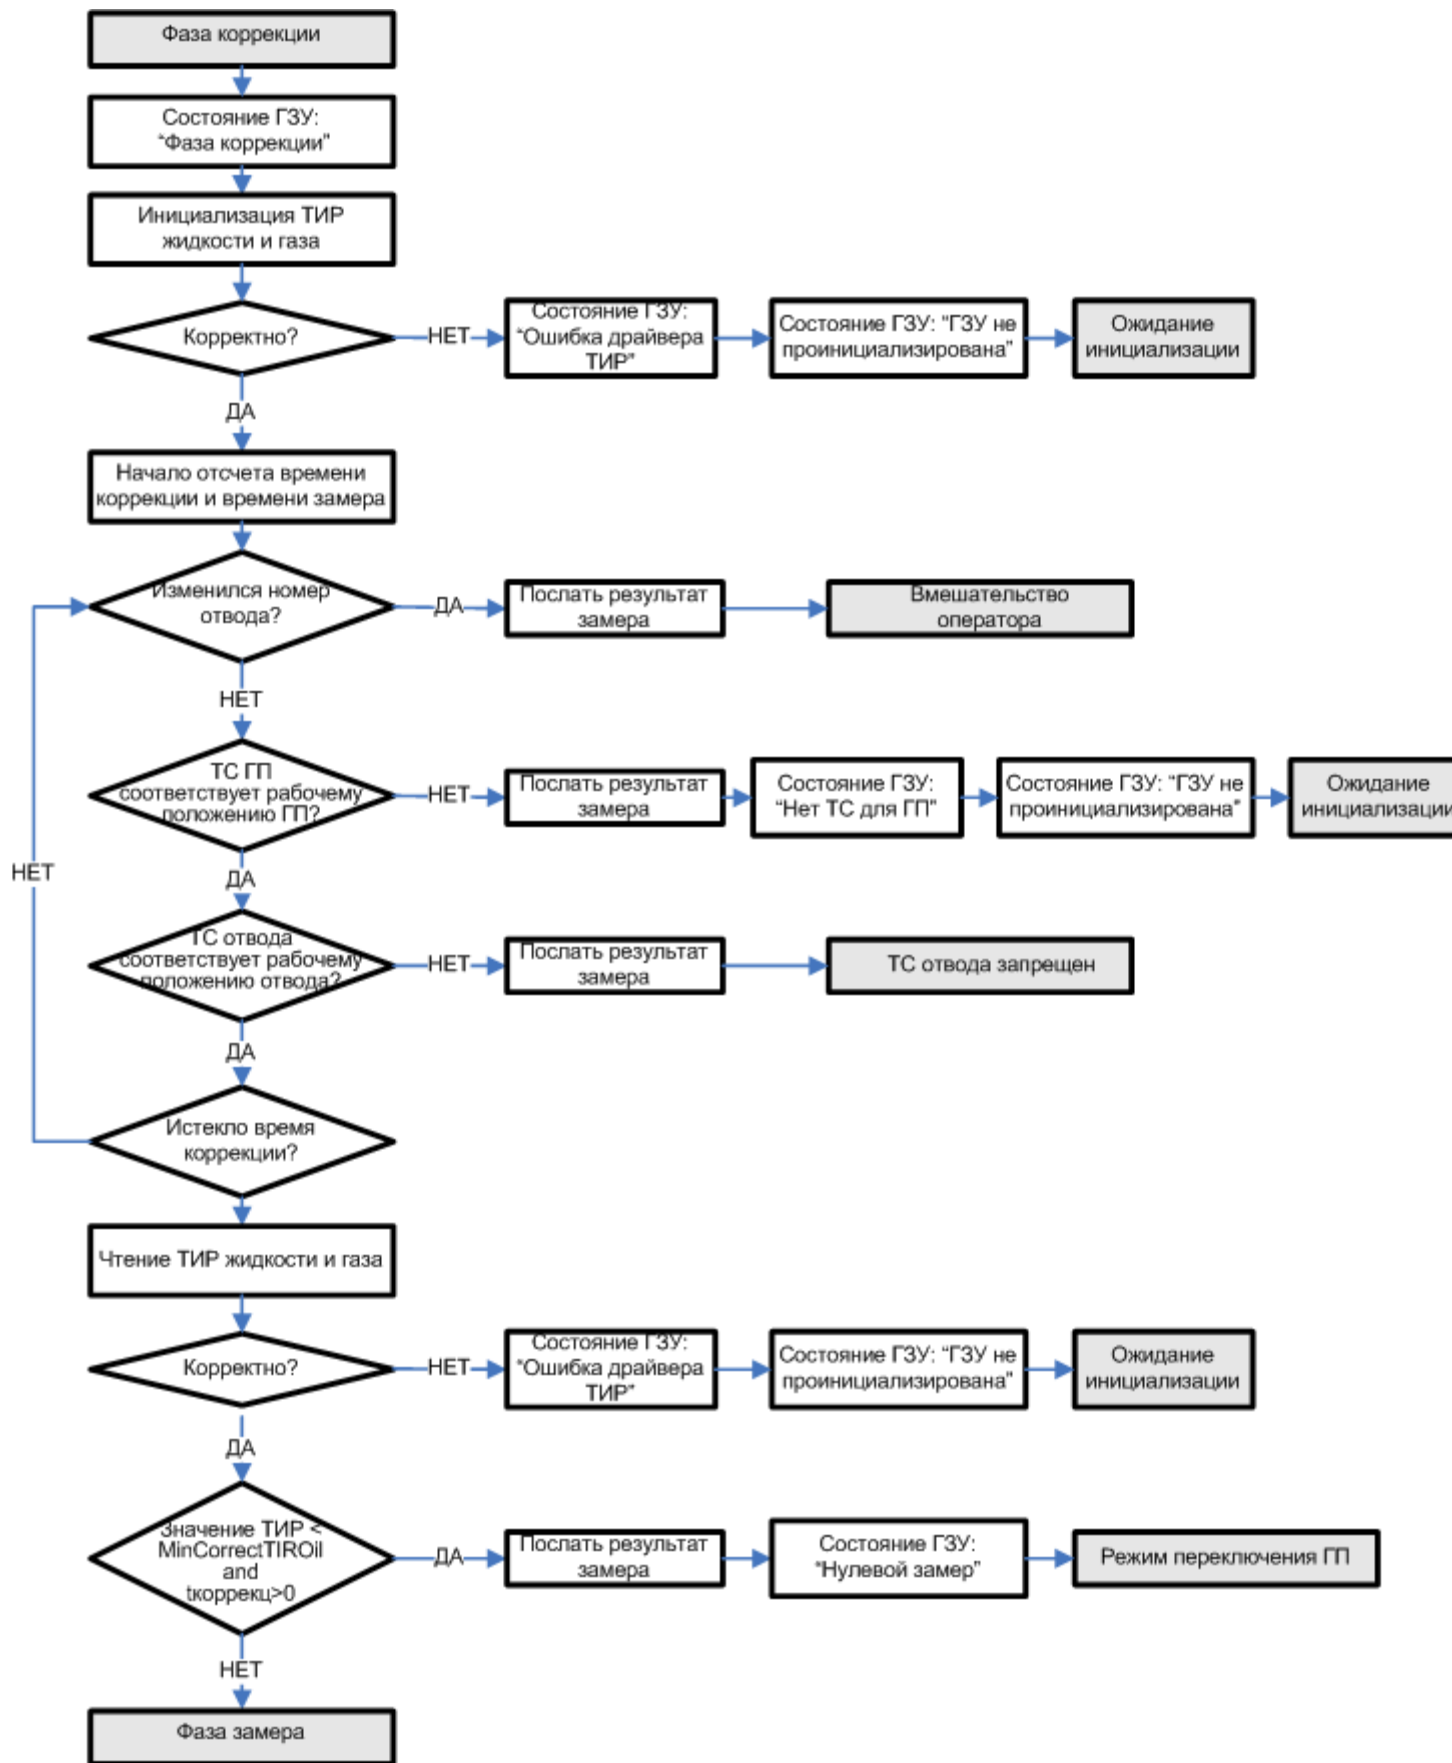 Фаза коррекции
Состояние ГЗУ:
“Фаза коррекции”
Инициализация ТИР
жидкости и газа
Корректно?
НЕТ
Состояние ГЗУ:
“Ошибка драйвера
ТИР”
Состояние ГЗУ: “ГЗУ не
проинициализирована”
Ожидание
инициализации
ДА
Начало отсчета времени
коррекции и времени замера
Изменился номер
отвода?
ДА
Послать результат
замера
Вмешательство
оператора
НЕТ
ТС ГП
соответствует рабочему
положению ГП?
НЕТ
Послать результат
замера
Состояние ГЗУ:
“Нет ТС для ГП”
Состояние ГЗУ: “ГЗУ не
проинициализирована”
Ожидание
инициализации
НЕТ
ДА
ТС отвода
соответствует рабочему
положению отвода?
НЕТ
Послать результат
замера
ТС отвода запрещен
ДА
Истекло время
коррекции?
Чтение ТИР жидкости и газа
Корректно?
НЕТ
Состояние ГЗУ:
“Ошибка драйвера
ТИР”
Состояние ГЗУ: “ГЗУ не
проинициализирована”
Ожидание
инициализации
ДА
Значение ТИР <
MinCorrectTIROil
and
tкоррекц>0
ДА
Послать результат
замера
Состояние ГЗУ:
“Нулевой замер”
Режим переключения ГП
НЕТ
Фаза замера